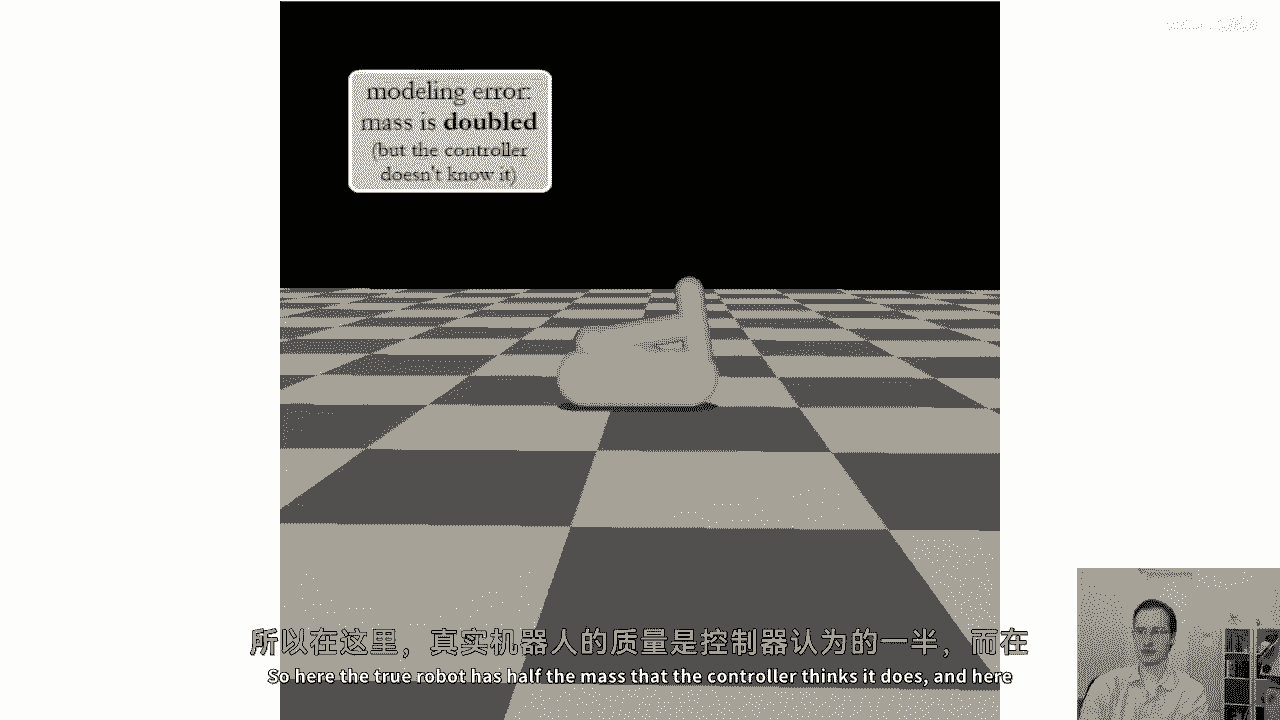 modeling error:
mass is doubled
(but the controller
doesn't know it)
所以在这里，真实机器人的质量是控制器认为的一半，而在
So here the true robot has half the mass that the controller thinks it does, and here